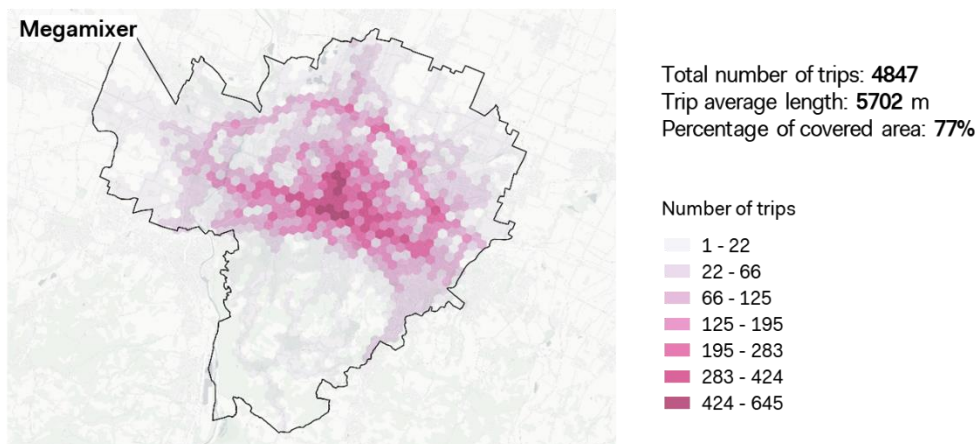 Megamixer
Total number of trips: 4847
Trip average length: 5702 m
Percentage of covered area: 77%
Number of trips
1 - 22
22 - 66
66 - 125
125 - 195
195 - 283
283 - 424
424 - 645